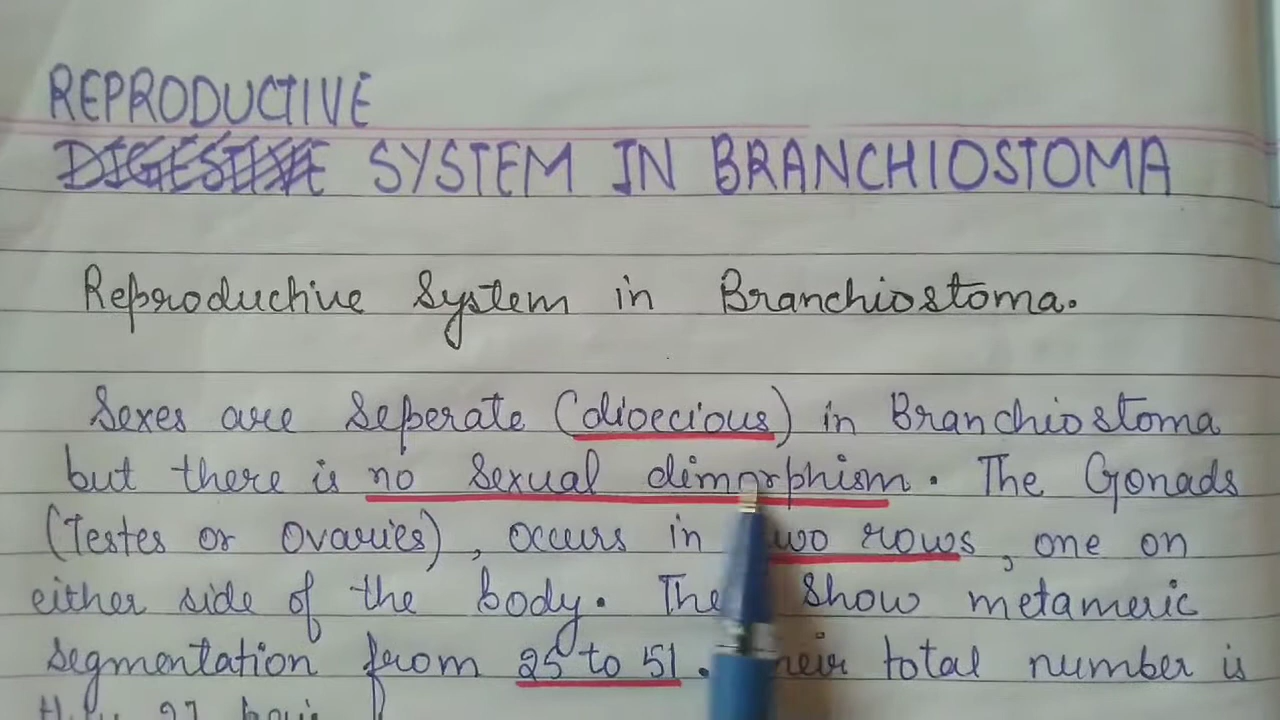 REPRODUCTIVE
DIGESTIVE SYSTEM IN BRANCHIOSTOMA
Reproductive System in Branchiostoma.
Sexes are Seperate (dioecious) in Branchiostoma
but there is no Sexual dimorphism. The Gonads
(Testes or Ovaries), occurs in two rows, one on
either side of the body. The Show metameric
segmentation from 25 to 51. Their total number is
27